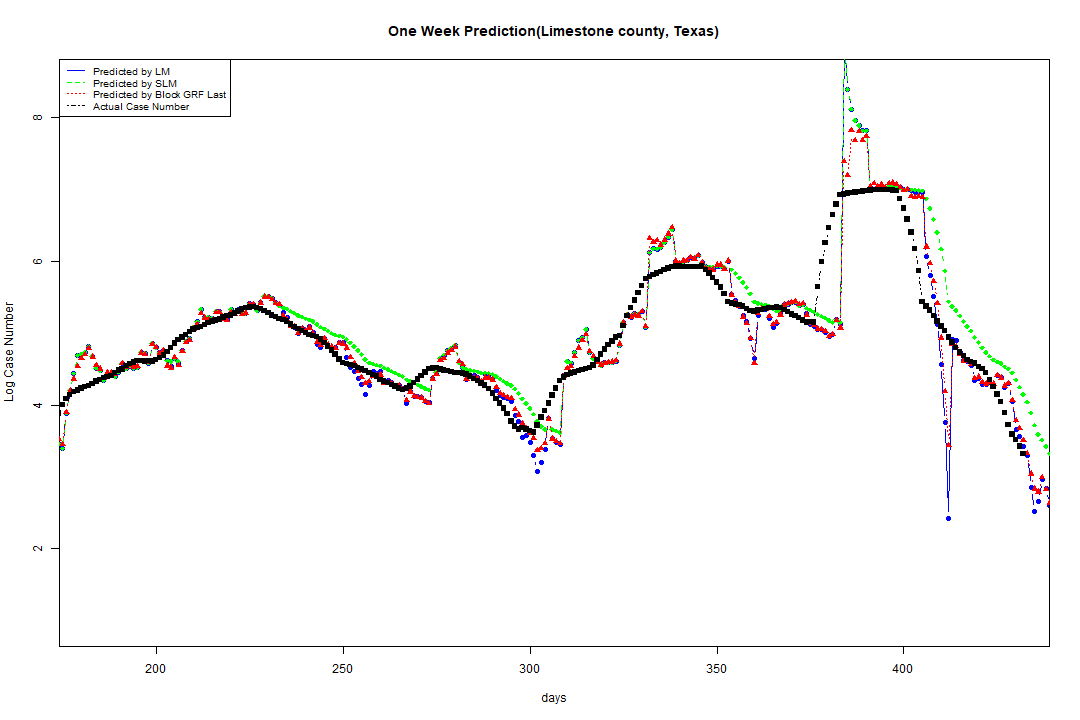 One Week Prediction(Limestone county, Texas)
Predicted by LM
Predicted by SLM
Predicted by Block GRF Last
Actual Case Number
Log Case Number
8
6
4
2
200
250
300
350
400
days